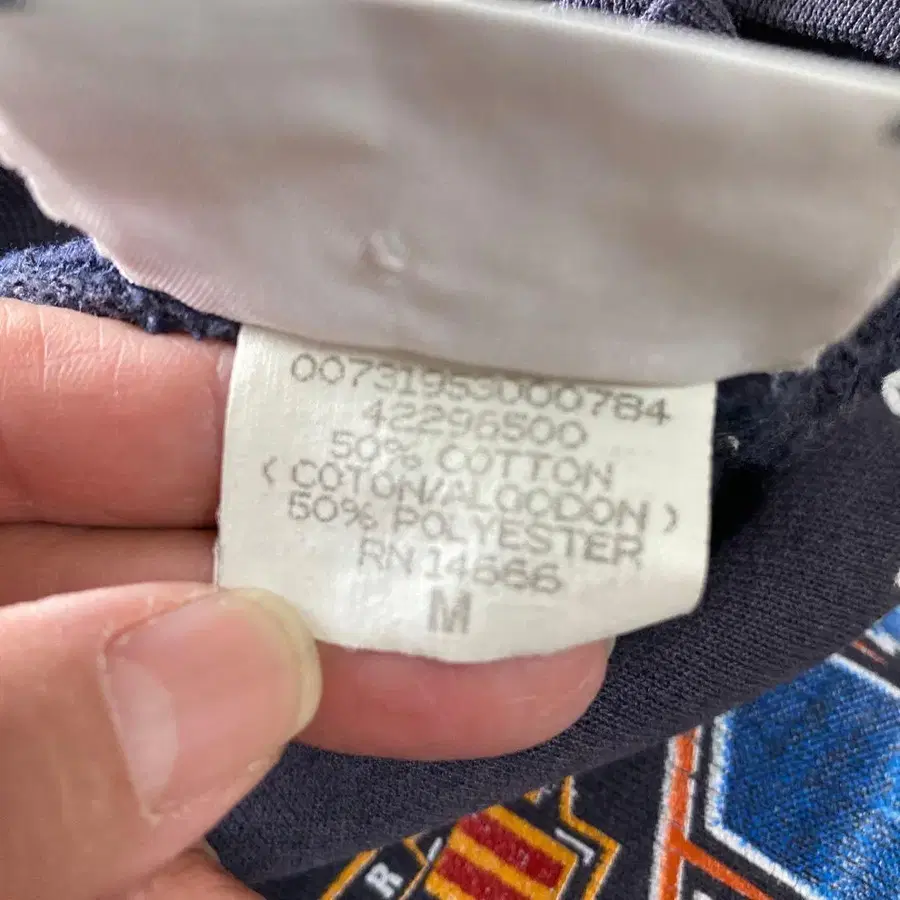 00731953000784
42296500
50% COTTON
(COTON/ALGODON)
50% POLYESTER
RN 14666
M
R